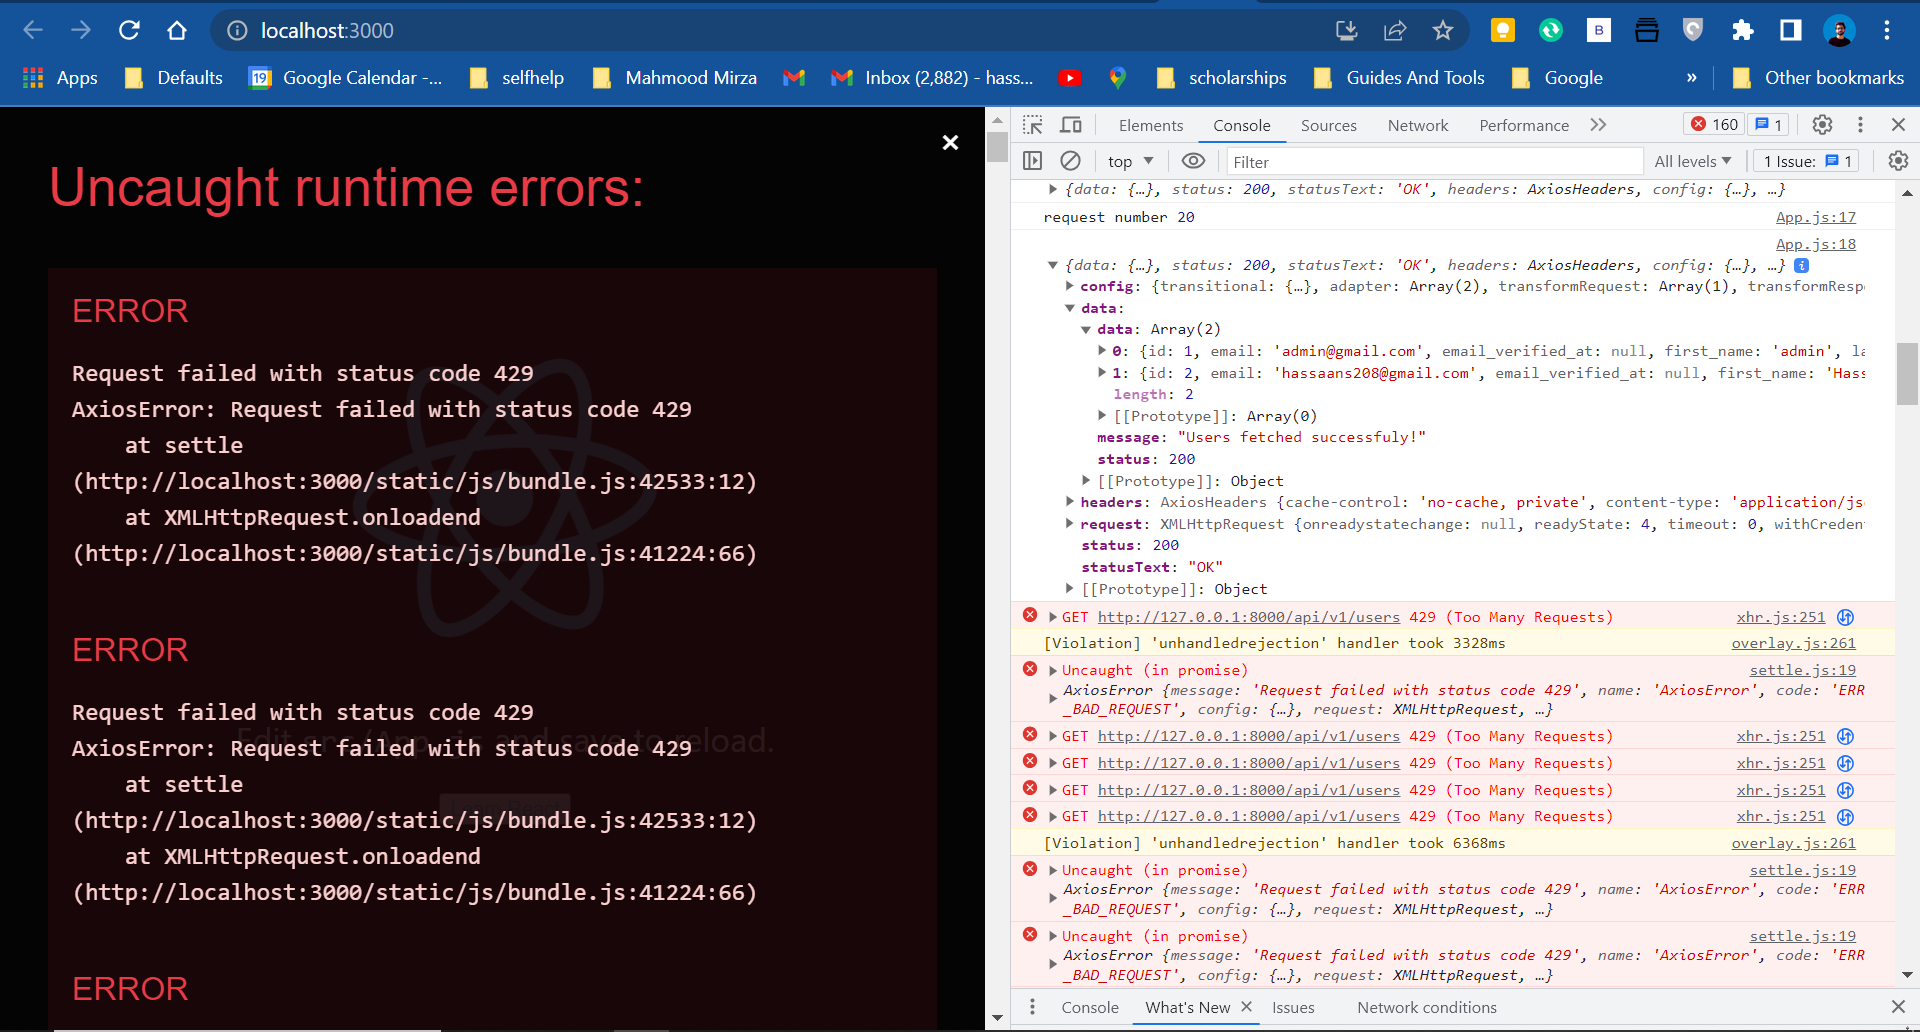 localhost:3000
B
Apps
Defaults
19
Google Calendar -...
selfhelp
Mahmood Mirza
Inbox (2,882) - hass...
scholarships
Guides And Tools
Google
»
Other bookmarks
Uncaught runtime errors:
ERROR
Request failed with status code 429
AxiosError: Request failed with status code 429
at settle
(http://localhost:3000/static/js/bundle.js:42533:12)
at XMLHttpRequest.onloadend
(http://localhost:3000/static/js/bundle.js:41224:66)
ERROR
Request failed with status code 429
Edit src/App.js and save to reload.
AxiosError: Request failed with status code 429
at settle
(http://localhost:3000/static/js/bundle.js:42533:12)
at XMLHttpRequest.onloadend
(http://localhost:3000/static/js/bundle.js:41224:66)
ERROR
Elements
Console
Sources
Network
Performance
160
1
top
Filter
All levels
1 Issue:
1
{data: {…}, status: 200, statusText: 'OK', headers: AxiosHeaders, config: {…}, …}
request number 20
App.js:17
App.js:18
{data: {…}, status: 200, statusText: 'OK', headers: AxiosHeaders, config: {…}, …}
config: {transitional: {…}, adapter: Array(2), transformRequest: Array(1), transformResp
data:
data: Array(2)
0: {id: 1, email: 'admin@gmail.com', email_verified_at: null, first_name: 'admin', la
1: {id: 2, email: 'hassaans208@gmail.com', email_verified_at: null, first_name: 'Hass
length: 2
[[Prototype]]: Array(0)
message: "Users fetched successfuly!"
status: 200
[[Prototype]]: Object
headers: AxiosHeaders {cache-control: 'no-cache, private', content-type: 'application/js
request: XMLHttpRequest {onreadystatechange: null, readyState: 4, timeout: 0, withCreden
status: 200
statusText: "OK"
[[Prototype]]: Object
GET http://127.0.0.1:8000/api/v1/users 429 (Too Many Requests)
xhr.js:251
[Violation] 'unhandledrejection' handler took 3328ms
overlay.js:261
Uncaught (in promise)
settle.js:19
AxiosError {message: 'Request failed with status code 429', name: 'AxiosError', code: 'ERR
_BAD_REQUEST', config: {…}, request: XMLHttpRequest, …}
GET http://127.0.0.1:8000/api/v1/users 429 (Too Many Requests)
xhr.js:251
GET http://127.0.0.1:8000/api/v1/users 429 (Too Many Requests)
xhr.js:251
GET http://127.0.0.1:8000/api/v1/users 429 (Too Many Requests)
xhr.js:251
GET http://127.0.0.1:8000/api/v1/users 429 (Too Many Requests)
xhr.js:251
[Violation] 'unhandledrejection' handler took 6368ms
overlay.js:261
Uncaught (in promise)
settle.js:19
AxiosError {message: 'Request failed with status code 429', name: 'AxiosError', code: 'ERR
_BAD_REQUEST', config: {…}, request: XMLHttpRequest, …}
Uncaught (in promise)
settle.js:19
AxiosError {message: 'Request failed with status code 429', name: 'AxiosError', code: 'ERR
_BAD_REQUEST', config: {…}, request: XMLHttpRequest, …}
Console
What's New
Issues
Network conditions